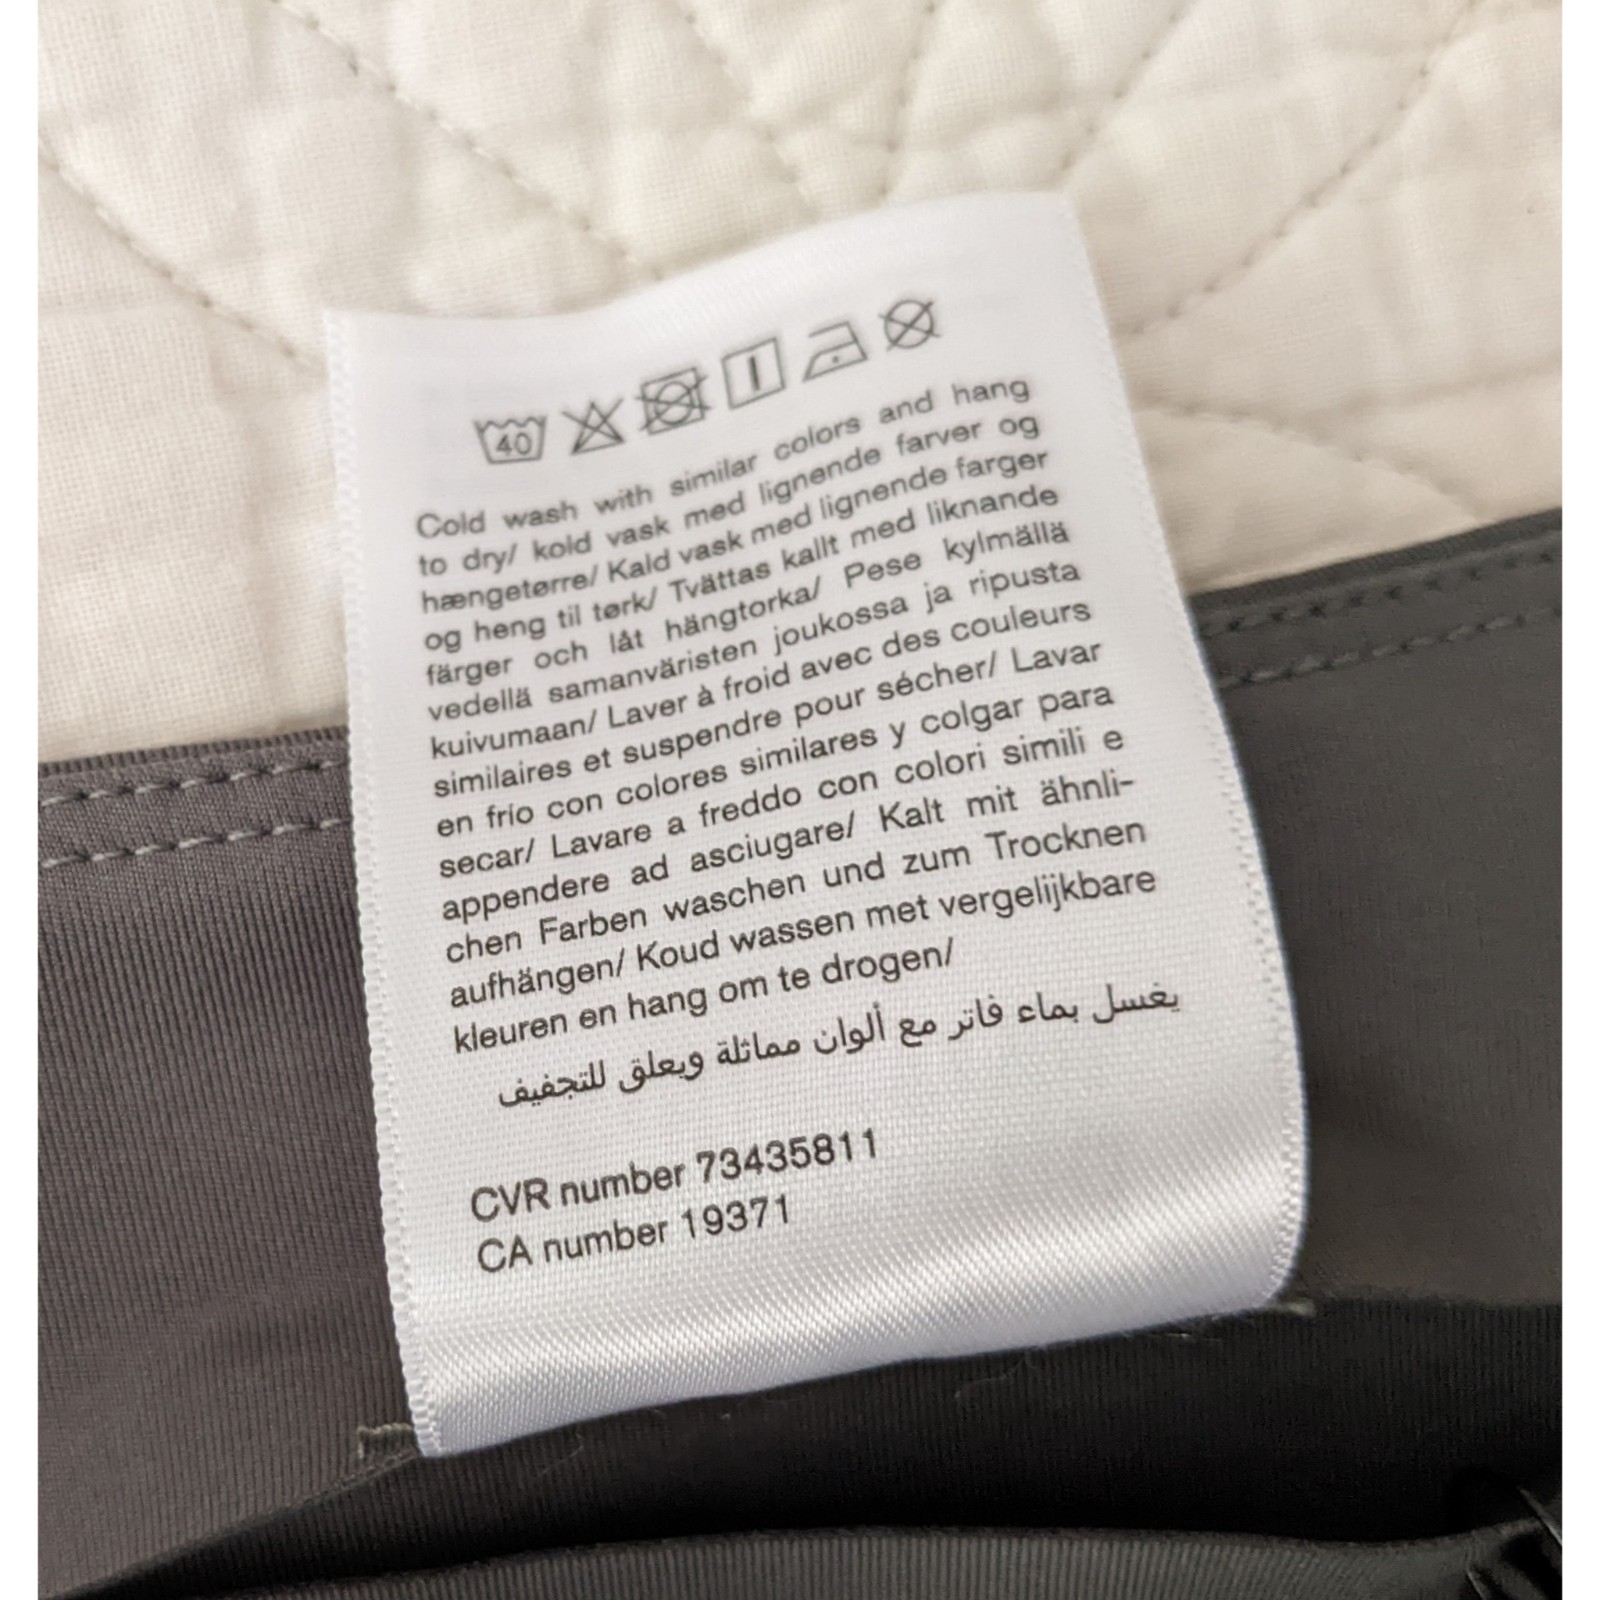 40
Cold wash with similar colors and hang
to dry/ kold vask med lignende farver og
hængetørre/ Kald vask med lignende farger
og heng til tørk/ Tvättas kallt med liknande
färger och låt hängtorka/ Pese kylmällä
vedellä samanväristen joukossa ja ripusta
kuivumaan/ Laver à froid avec des couleurs
similaires et suspendre pour sécher/ Lavar
en frio con colores similares y colgar para
secar/ Lavare a freddo con colori simili e
appendere ad asciugare/ Kalt mit ähnli-
chen Farben waschen und zum Trocknen
aufhängen/ Koud wassen met vergelijkbare
kleuren en hang om te drogen/
يغسل بماء فاتر مع ألوان مماثلة ويعلق للتجفيف
CVR number 73435811
CA number 19371